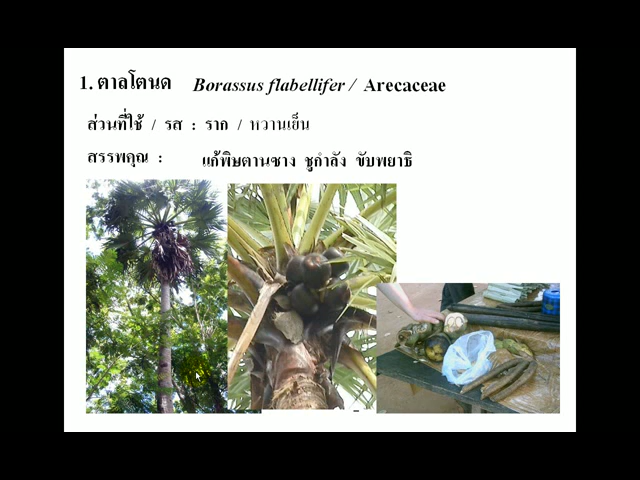 1. ตาลโตนด Borassus flabellifer / Arecaceae
ส่วนที่ใช้ / รส : ราก / หวานเย็น
สรรพคุณ : แก้พิษตานซาง ชูกำลัง ขับพยาธิ